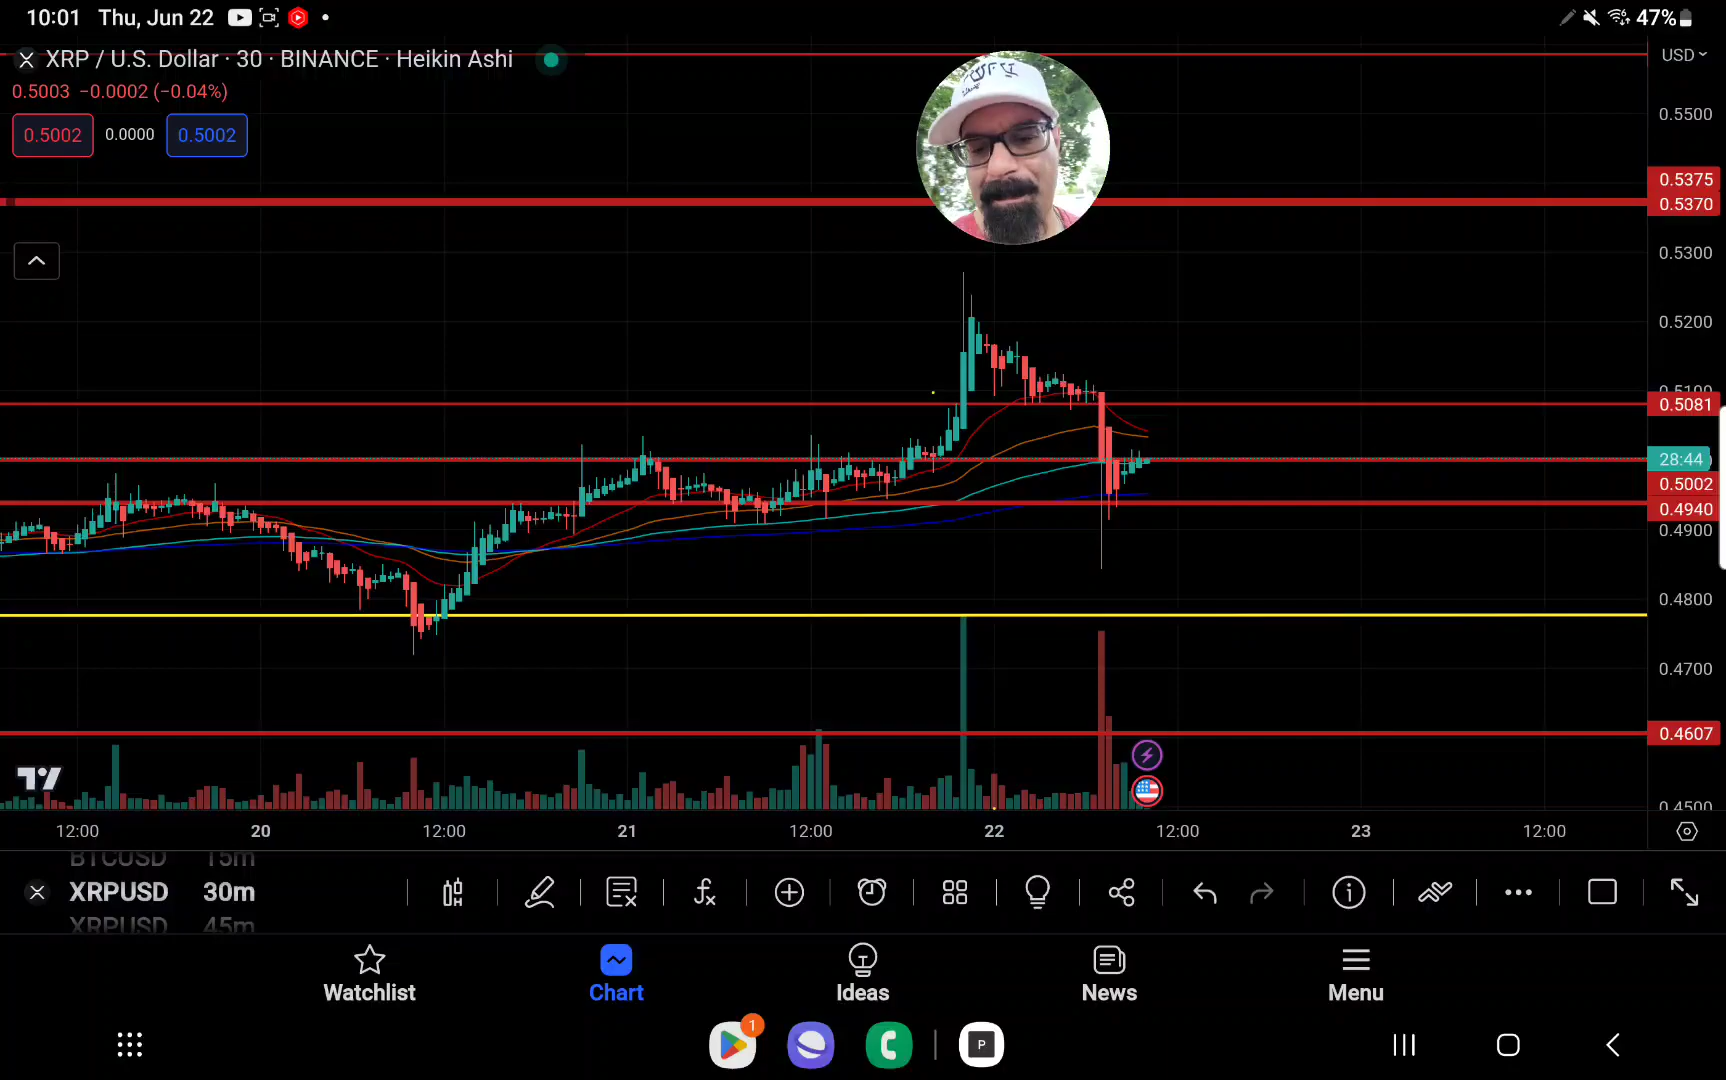 10:01 Thu, Jun 22
47%
XRP / U.S. Dollar · 30 · BINANCE · Heikin Ashi
USD
0.5003 −0.0002 (−0.04%)
0.5002 0.0000 0.5002
0.5500
0.5375
0.5370
0.5300
0.5200
0.5100
0.5081
28:44
0.5002
0.4940
0.4900
0.4800
0.4700
0.4607
0.4500
12:00 20 12:00 21 12:00 22 12:00 23 12:00
BTCUSD 15m
XRPUSD 30m
XRPUSD 45m
Watchlist Chart Ideas News Menu
1
P